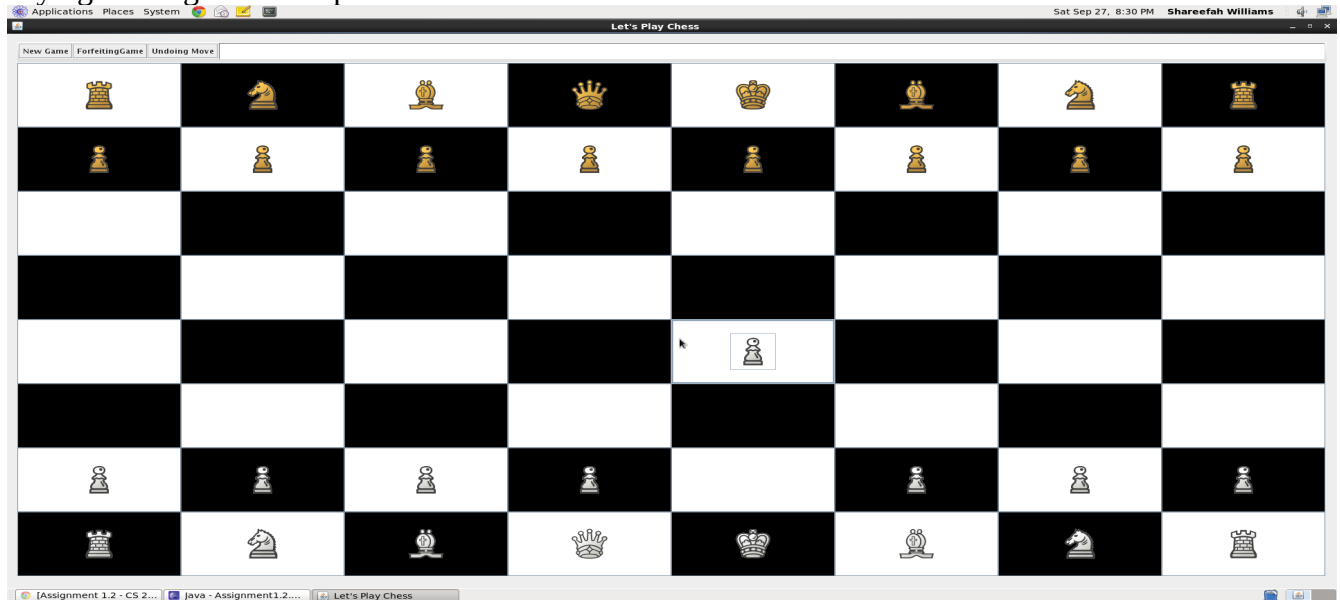 Applications Places System Sat Sep 27, 8:30 PM Shareefah Williams
Let's Play Chess
New Game ForfeitingGame Undoing Move
[Assignment 1.2 - CS 2... Java - Assignment1.2.... Let's Play Chess